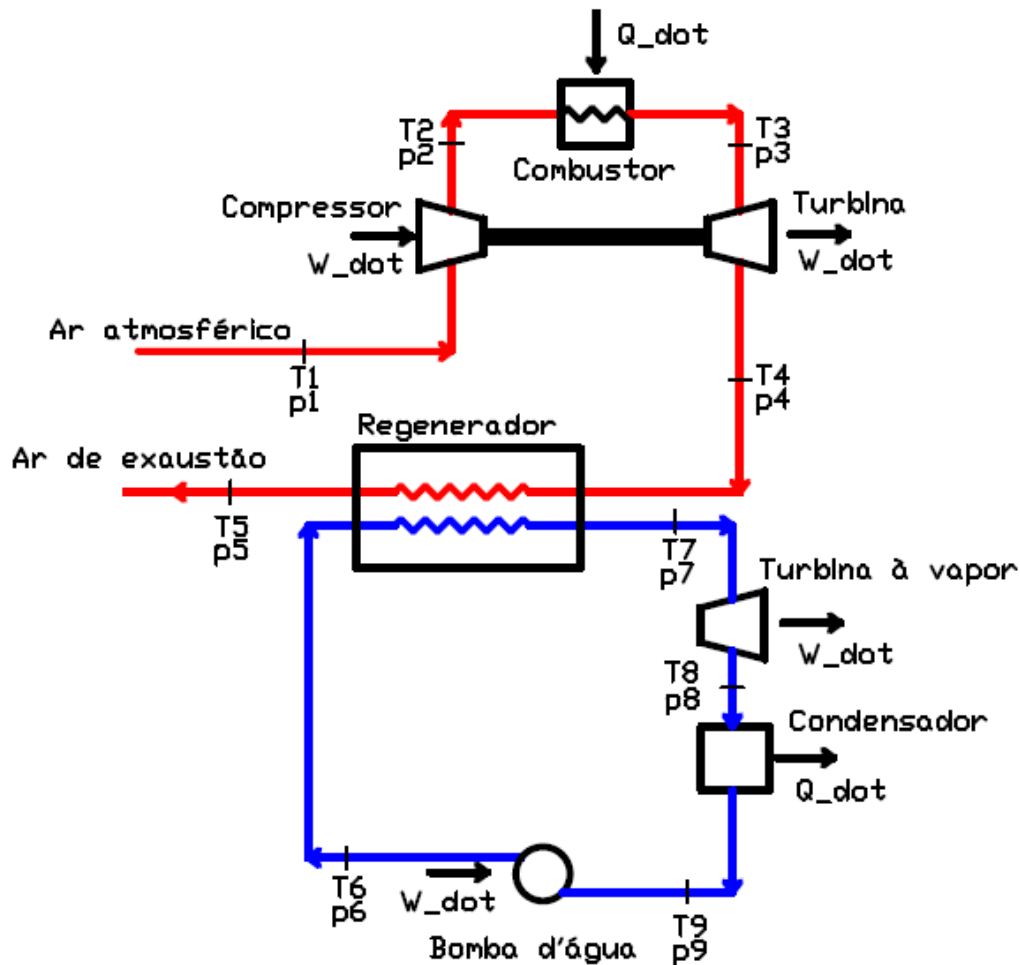 Q_dot
T2
p2
T3
p3
Combustor
Compressor
Turbina
W_dot
W_dot
Ar atmosférico
T1
p1
T4
p4
Regenerador
Ar de exaustão
T5
p5
T7
p7
Turbina à vapor
W_dot
T8
p8
Condensador
Q_dot
T6
p6
W_dot
T9
p9
Bomba d'água